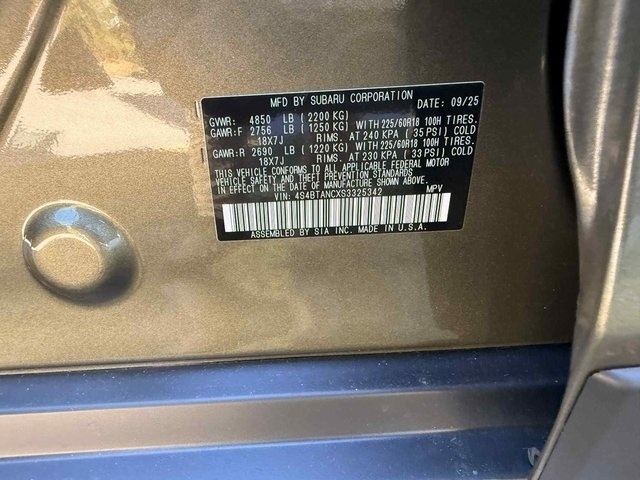 MFD BY SUBARU CORPORATION DATE: 09/25
GVWR: 4850 LB ( 2200 KG)
GAWR:F 2756 LB ( 1250 KG) WITH 225/60R18 100H TIRES.
18X7J RIMS. AT 240 KPA ( 35 PSI) COLD
GAWR:R 2690 LB ( 1220 KG) WITH 225/60R18 100H TIRES.
18X7J RIMS. AT 230 KPA ( 33 PSI) COLD
THIS VEHICLE CONFORMS TO ALL APPLICABLE FEDERAL MOTOR
VEHICLE SAFETY AND THEFT PREVENTION STANDARDS
IN EFFECT ON THE DATE OF MANUFACTURE SHOWN ABOVE.
VIN: 4S4BTANCXS3325342 MPV
ASSEMBLED BY SIA INC. MADE IN U.S.A.